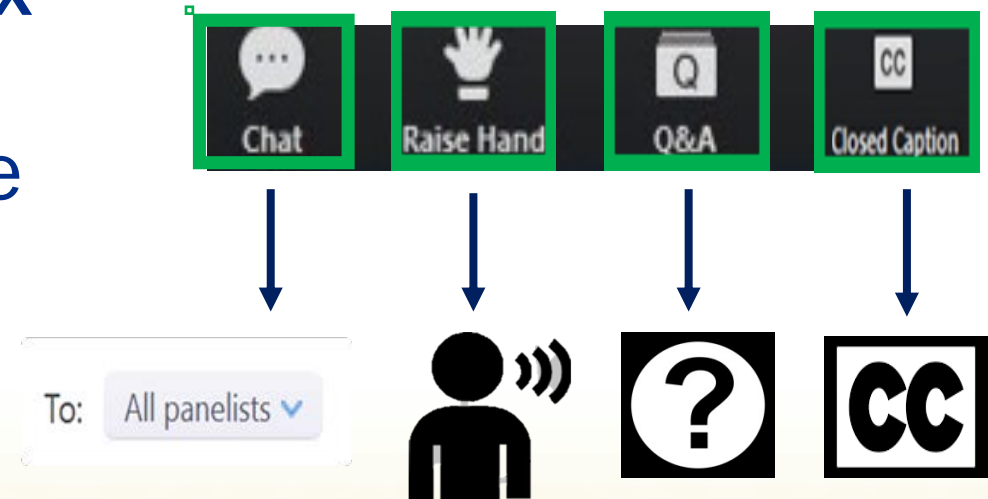 x
Q
CC
Chat
Raise Hand
Q&A
Closed Caption
e
To: All panelists
?
CC